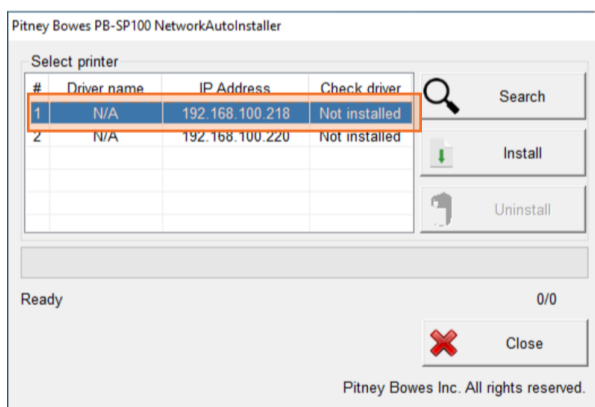 Pitney Bowes PB-SP100 NetworkAutoInstaller
Select printer
# Driver name IP Address Check driver
1 N/A 192.168.100.218 Not installed
2 N/A 192.168.100.220 Not installed
Search
Install
Uninstall
Ready 0/0
Close
Pitney Bowes Inc. All rights reserved.